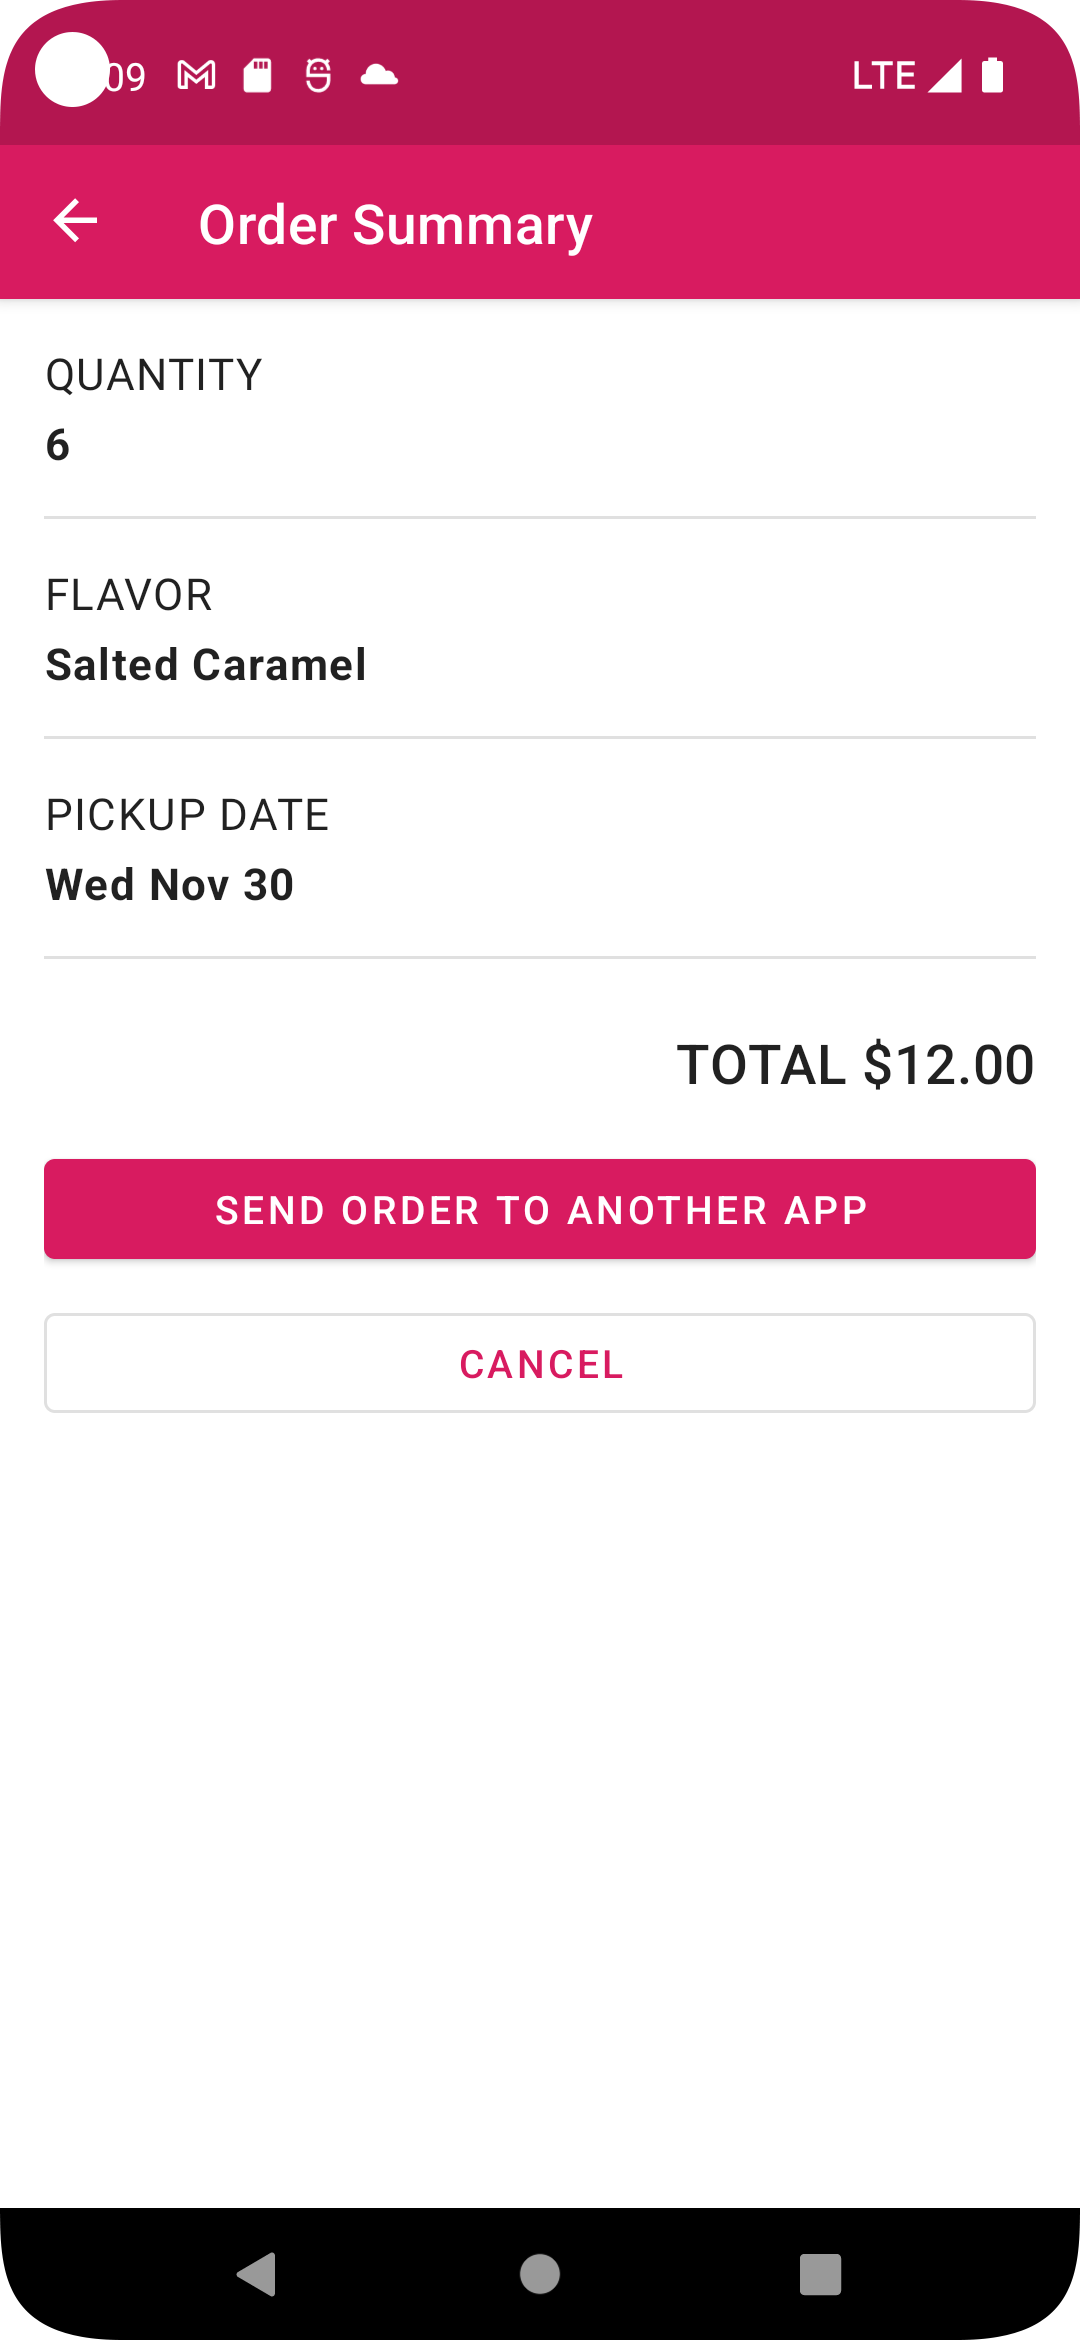 09 LTE
Order Summary
QUANTITY
6
FLAVOR
Salted Caramel
PICKUP DATE
Wed Nov 30
TOTAL $12.00
SEND ORDER TO ANOTHER APP
CANCEL